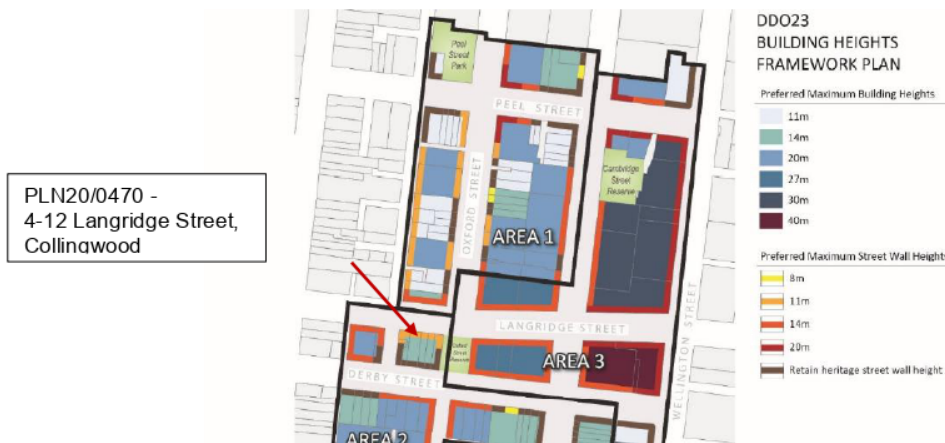 PLN20/0470 -
4-12 Langridge Street,
Collingwood
Peel
Street
Park
PEEL STREET
OXFORD STREET
Cambridge
Street
Reserve
AREA 1
LANGRIDGE STREET
WELLINGTON STREET
Oxford
Street
Reserve
AREA 3
DERBY STREET
AREA 2
DDO23
BUILDING HEIGHTS
FRAMEWORK PLAN
Preferred Maximum Building Heights
11m
14m
20m
27m
30m
40m
Preferred Maximum Street Wall Heights
8m
11m
14m
20m
Retain heritage street wall height